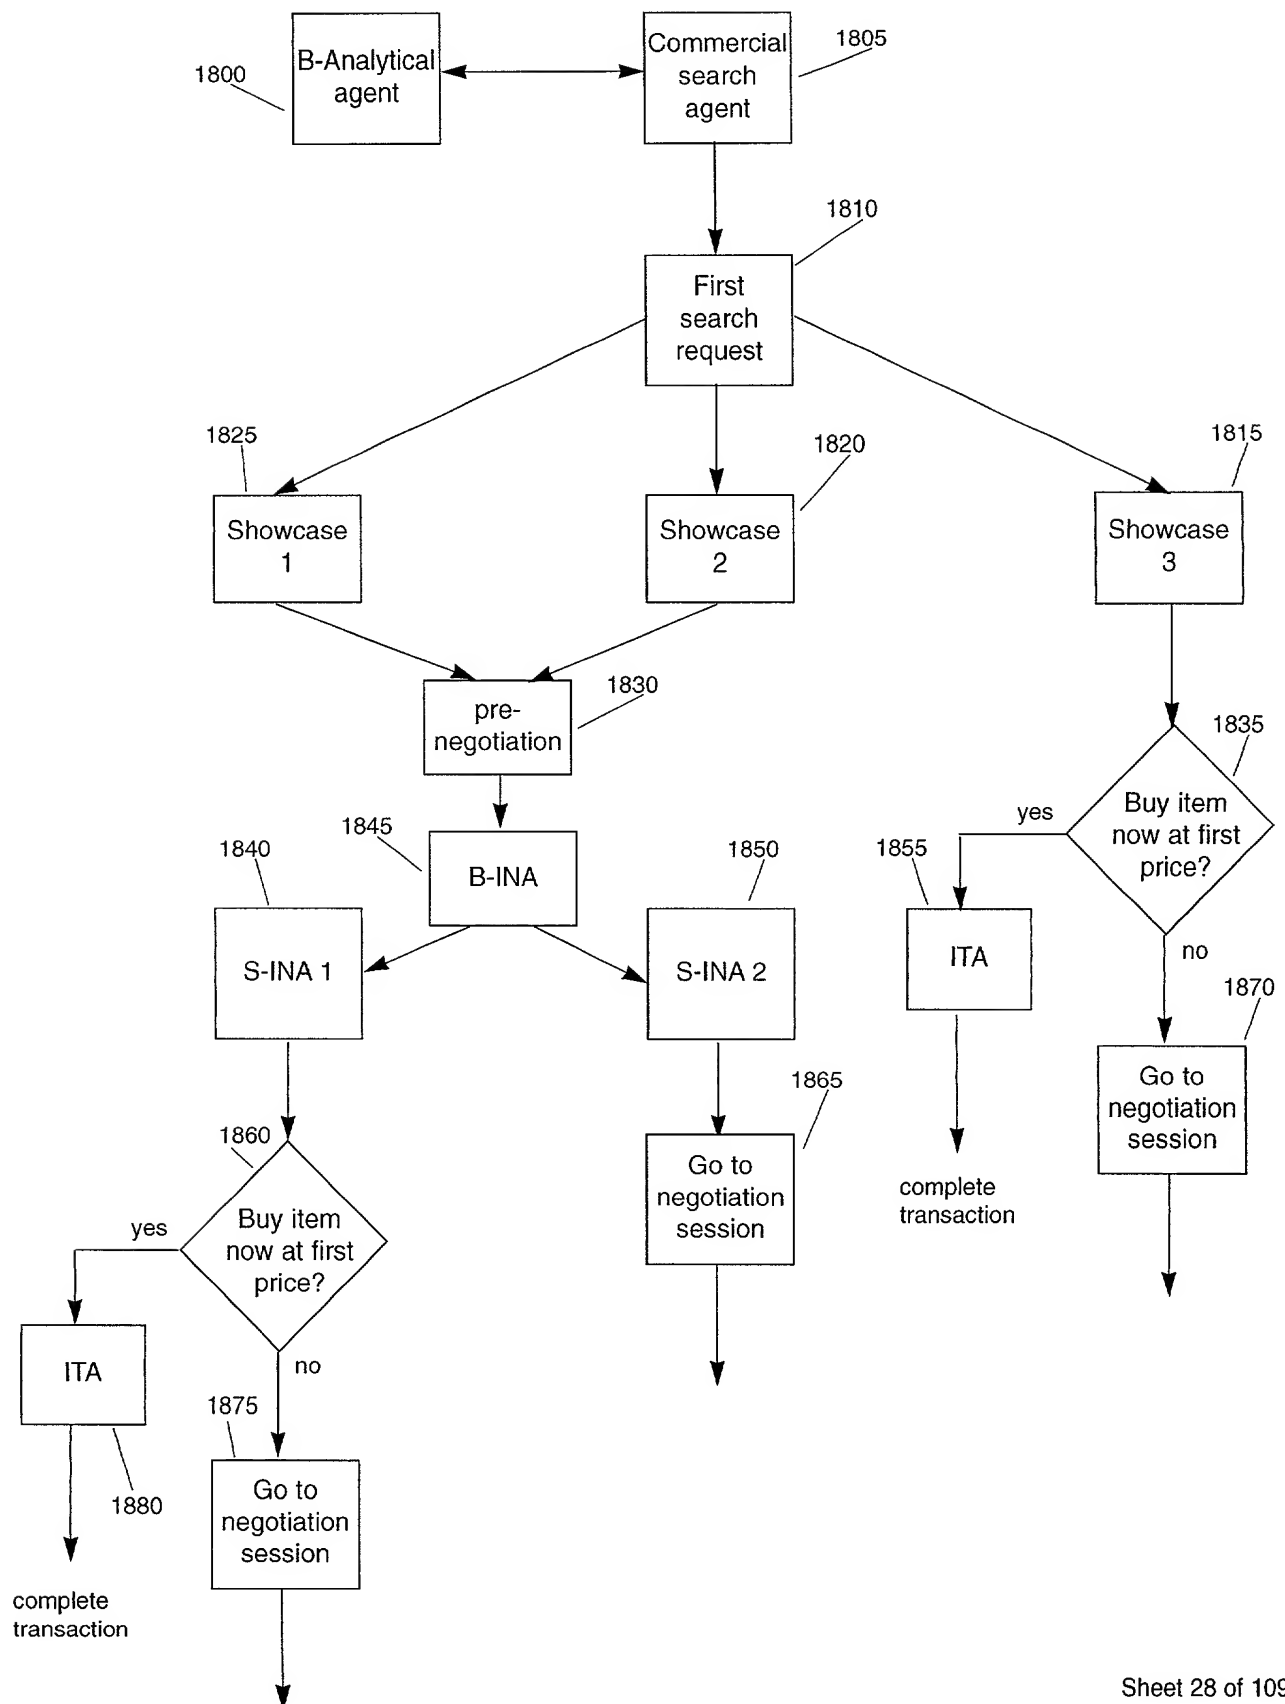 B-Analytical
agent
1800
Commercial
search
agent
1805
1810
First
search
request
1825
1820
1815
Showcase
1
Showcase
2
Showcase
3
pre-
negotiation
1830
1835
Buy item
now at first
price?
yes
no
1845
B-INA
1840
S-INA 1
1850
S-INA 2
1855
ITA
complete
transaction
1870
Go to
negotiation
session
1865
Go to
negotiation
session
1860
Buy item
now at first
price?
yes
no
ITA
1880
complete
transaction
1875
Go to
negotiation
session
Sheet 28 of 109